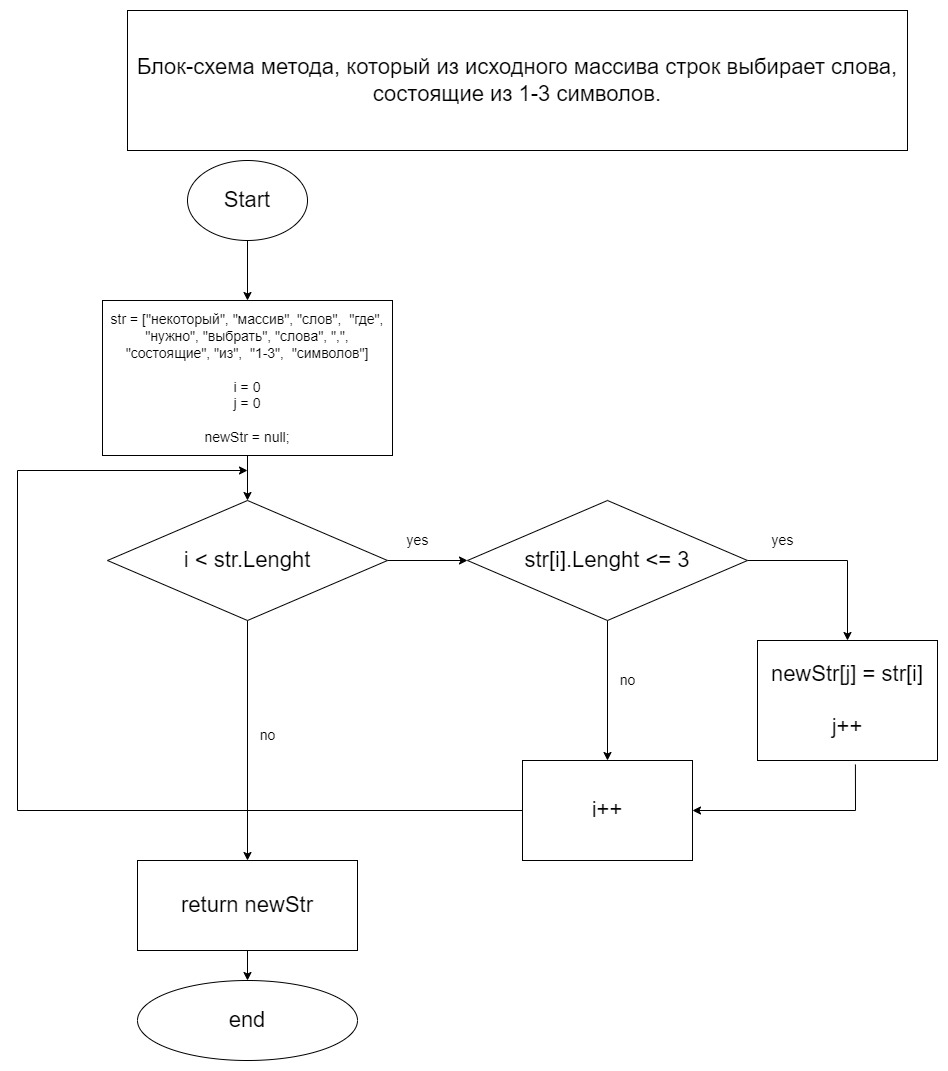 Блок-схема метода, который из исходного массива строк выбирает слова,
состоящие из 1-3 символов.
Start
str = ["некоторый", "массив", "слов", "где",
"нужно", "выбрать", "слова", ",",
"состоящие", "из", "1-3", "символов"]
i = 0
j = 0
newStr = null;
i < str.Lenght
yes
str[i].Lenght <= 3
yes
newStr[j] = str[i]
j++
no
no
i++
return newStr
end